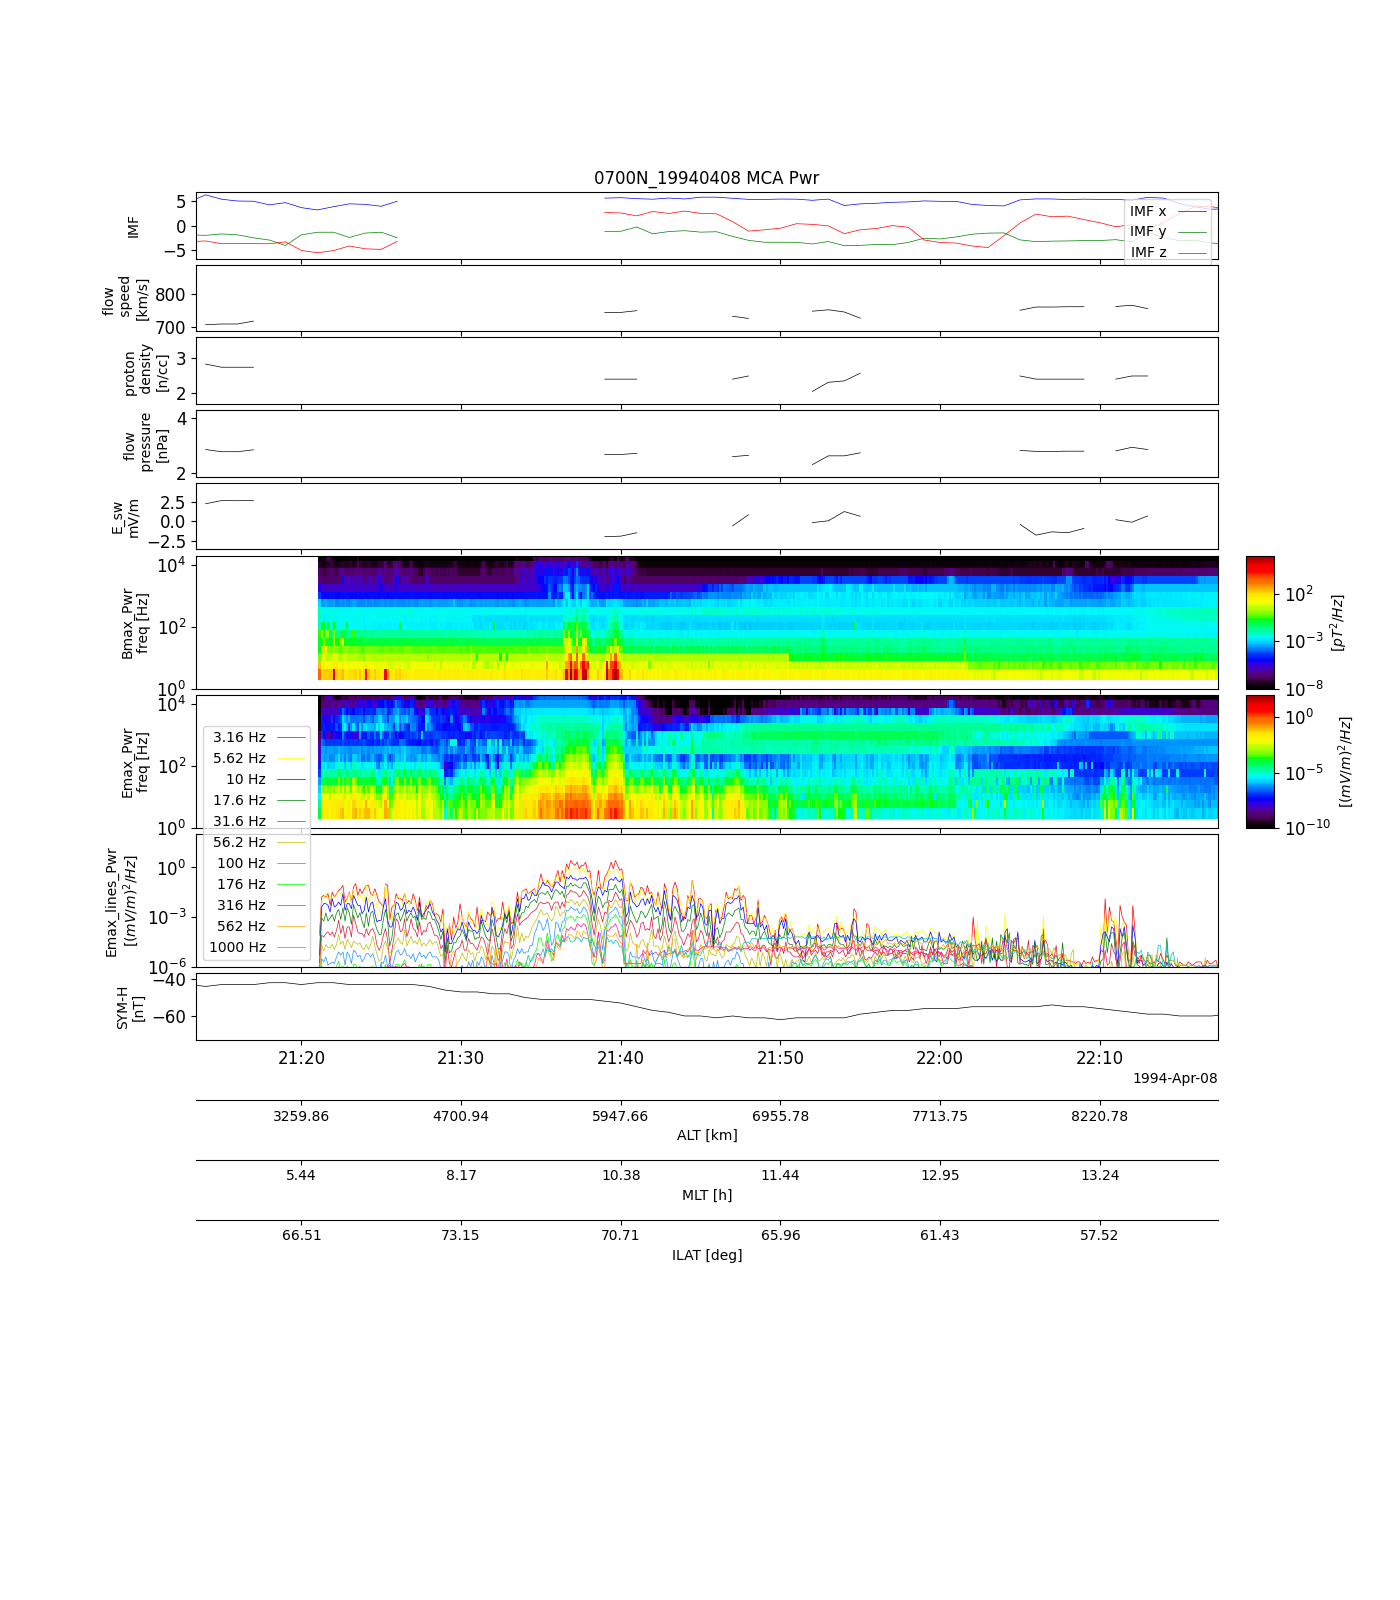 0700N_19940408 MCA Pwr
IMF
5
0
−5
IMF x
IMF y
IMF z
flow
speed
[km/s]
800
700
proton
density
[n/cc]
3
2
flow
pressure
[nPa]
4
2
E_sw
mV/m
2.5
0.0
−2.5
Bmax_Pwr
freq [Hz]
10^4
10^2
10^0
10^2
10^−3
10^−8
[pT^2/Hz]
Emax_Pwr
freq [Hz]
10^4
10^2
10^0
10^0
10^−5
10^−10
[(mV/m)^2/Hz]
3.16 Hz
5.62 Hz
10 Hz
17.6 Hz
31.6 Hz
56.2 Hz
100 Hz
176 Hz
316 Hz
562 Hz
1000 Hz
Emax_lines_Pwr
[(mV/m)^2/Hz]
10^0
10^−3
10^−6
SYM-H
[nT]
−40
−60
21:20 21:30 21:40 21:50 22:00 22:10
1994-Apr-08
3259.86 4700.94 5947.66 6955.78 7713.75 8220.78
ALT [km]
5.44 8.17 10.38 11.44 12.95 13.24
MLT [h]
66.51 73.15 70.71 65.96 61.43 57.52
ILAT [deg]